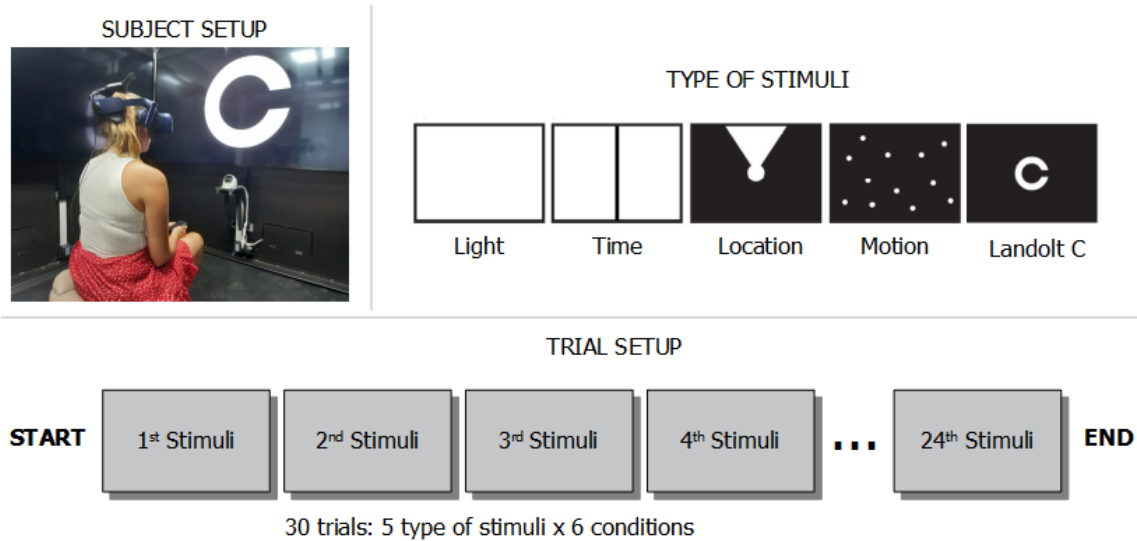 SUBJECT SETUP
TYPE OF STIMULI
Light
Time
Location
Motion
Landolt C
TRIAL SETUP
START
1st Stimuli
2nd Stimuli
3rd Stimuli
4th Stimuli
...
24th Stimuli
END
30 trials: 5 type of stimuli x 6 conditions